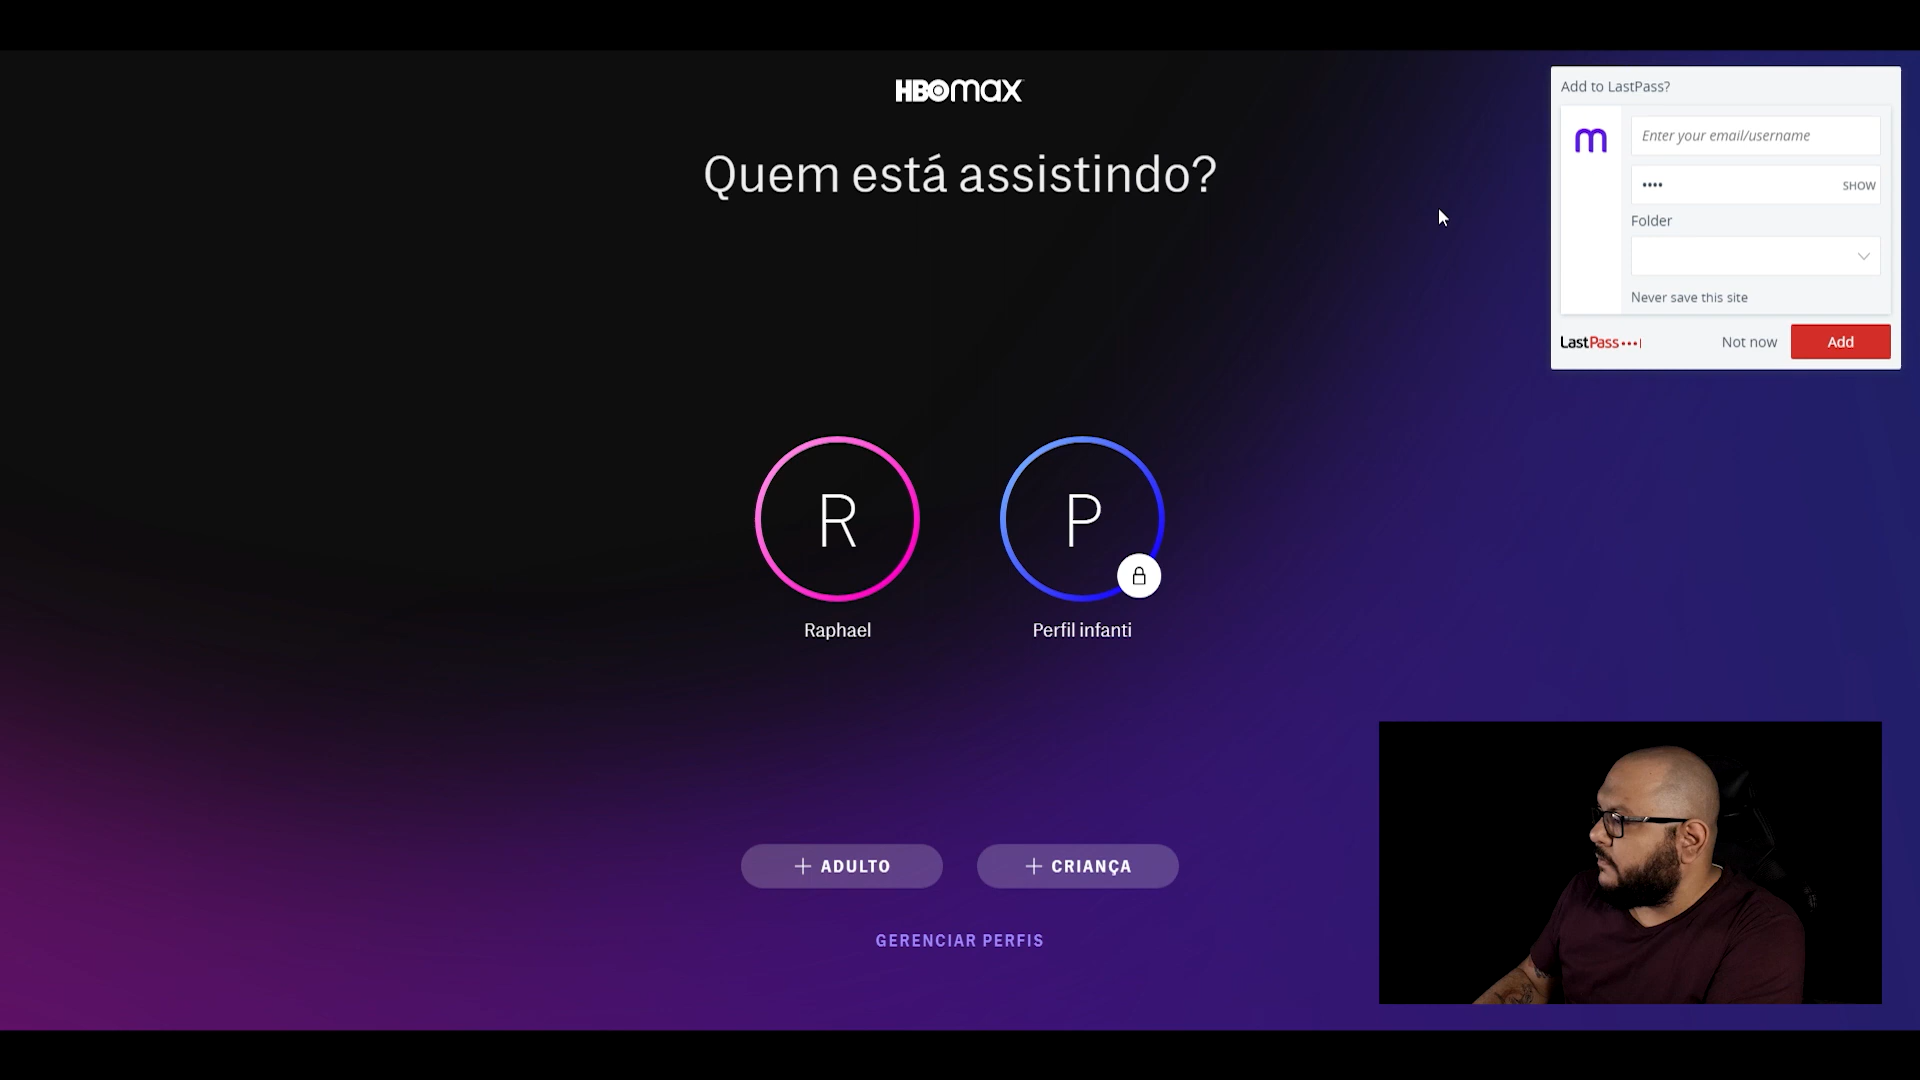 HBOmax
Quem está assistindo?
Add to LastPass?
m
Enter your email/username
•••• SHOW
Folder
Never save this site
LastPass•••| Not now Add
R P
Raphael Perfil infanti
+ ADULTO + CRIANÇA
GERENCIAR PERFIS